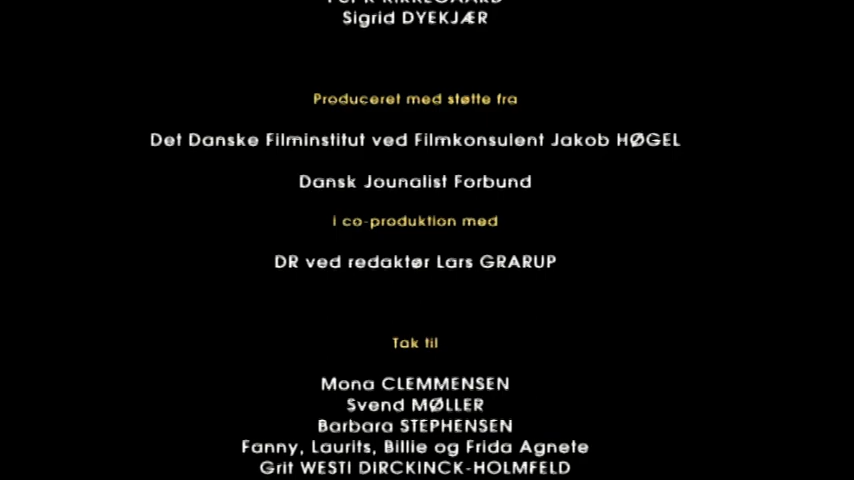 Sigrid DYEKJÆR
Produceret med støtte fra
Det Danske Filminstitut ved Filmkonsulent Jakob HØGEL
Dansk Jounalist Forbund
i co-produktion med
DR ved redaktør Lars GRARUP
Tak til
Mona CLEMMENSEN
Svend MØLLER
Barbara STEPHENSEN
Fanny, Laurits, Billie og Frida Agnete
Grit WESTI DIRCKINCK-HOLMFELD